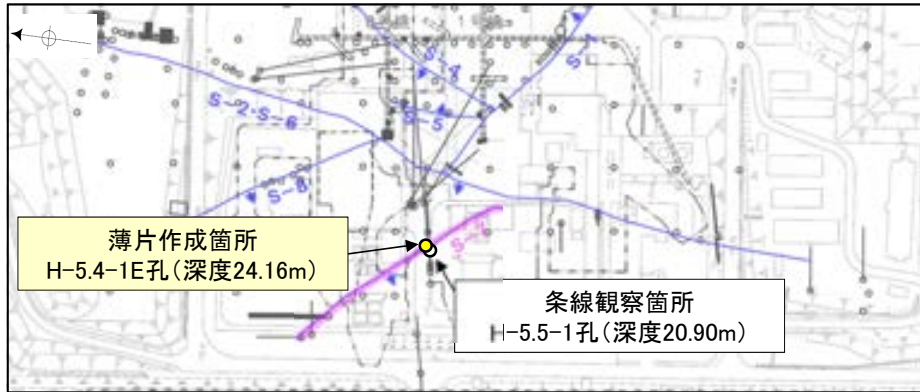 S-4
S-7
S-2・S-6
S-5
S-8
薄片作成箇所
H-5.4-1E孔(深度24.16m)
条線観察箇所
H-5.5-1孔(深度20.90m)